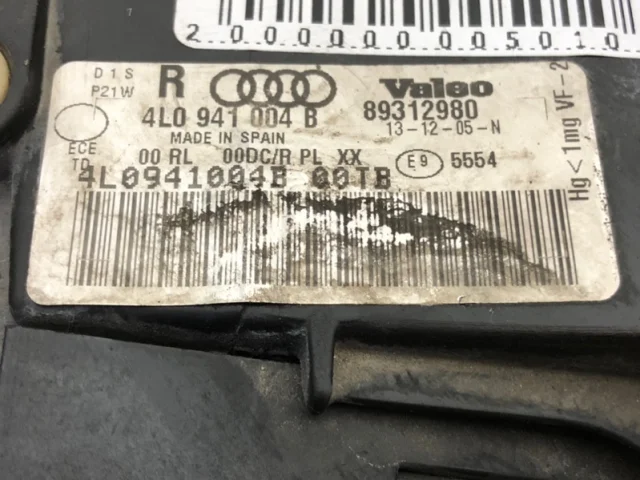 2000000005010
D1S
R
Valeo
P21W
4L0 941 004 B
89312980
MADE IN SPAIN
13-12-05-N
ECE
TD
00 RL 00DC/R PL XX
E9
5554
4L0941004B 00TB
Hg < 1mg VF-2